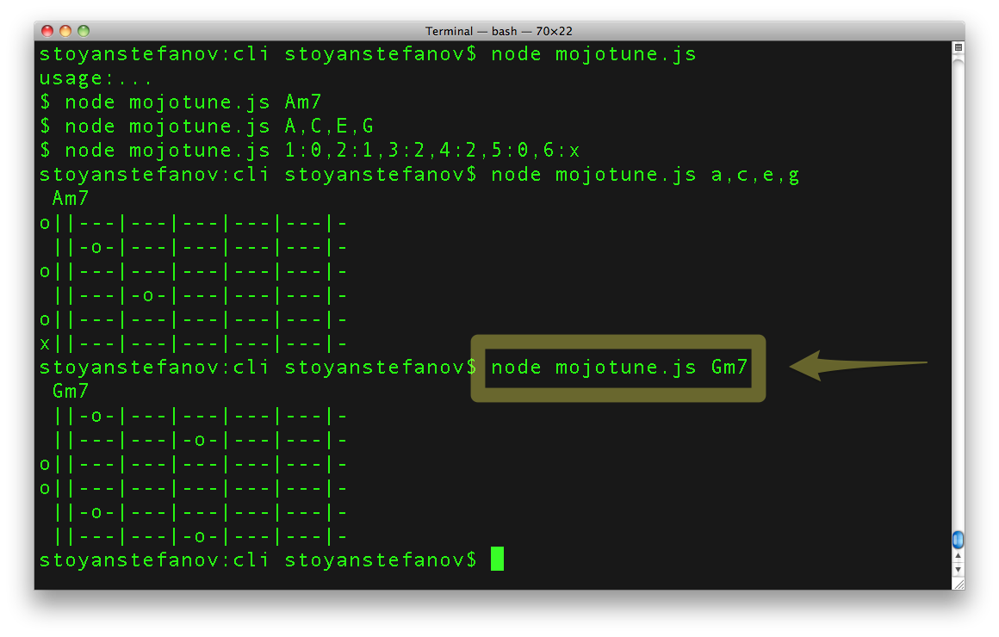 Terminal — bash — 70×22
stoyanstefanov:cli stoyanstefanov$ node mojotune.js
usage:...
$ node mojotune.js Am7
$ node mojotune.js A,C,E,G
$ node mojotune.js 1:0,2:1,3:2,4:2,5:0,6:x
stoyanstefanov:cli stoyanstefanov$ node mojotune.js a,c,e,g
 Am7
o||---|---|---|---|---|-
 ||-o-|---|---|---|---|-
o||---|---|---|---|---|-
 ||---|-o-|---|---|---|-
o||---|---|---|---|---|-
x||---|---|---|---|---|-
stoyanstefanov:cli stoyanstefanov$ node mojotune.js Gm7
 Gm7
 ||-o-|---|---|---|---|-
 ||---|---|-o-|---|---|-
o||---|---|---|---|---|-
o||---|---|---|---|---|-
 ||-o-|---|---|---|---|-
 ||---|---|-o-|---|---|-
stoyanstefanov:cli stoyanstefanov$